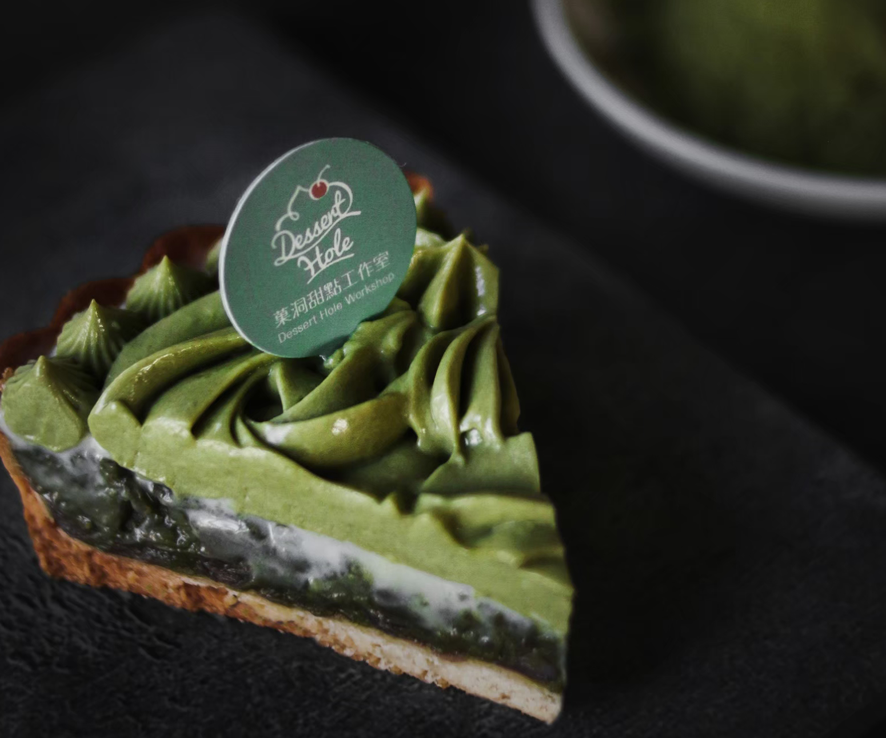 Dessert
Hole
菓洞甜點工作室
Dessert Hole Workshop